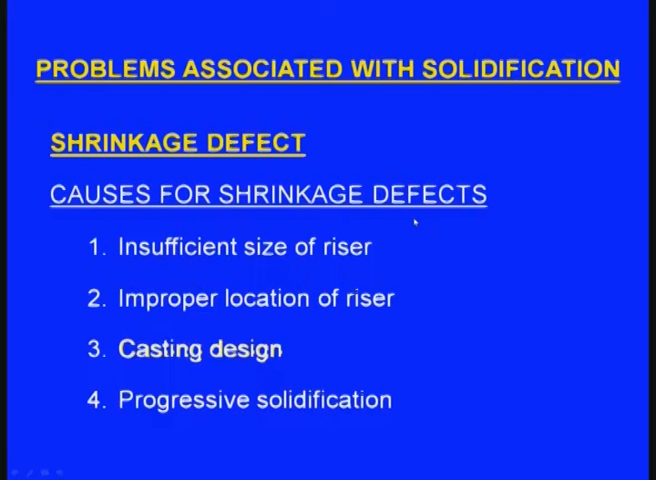 PROBLEMS ASSOCIATED WITH SOLIDIFICATION
SHRINKAGE DEFECT
CAUSES FOR SHRINKAGE DEFECTS
1. Insufficient size of riser
2. Improper location of riser
3. Casting design
4. Progressive solidification